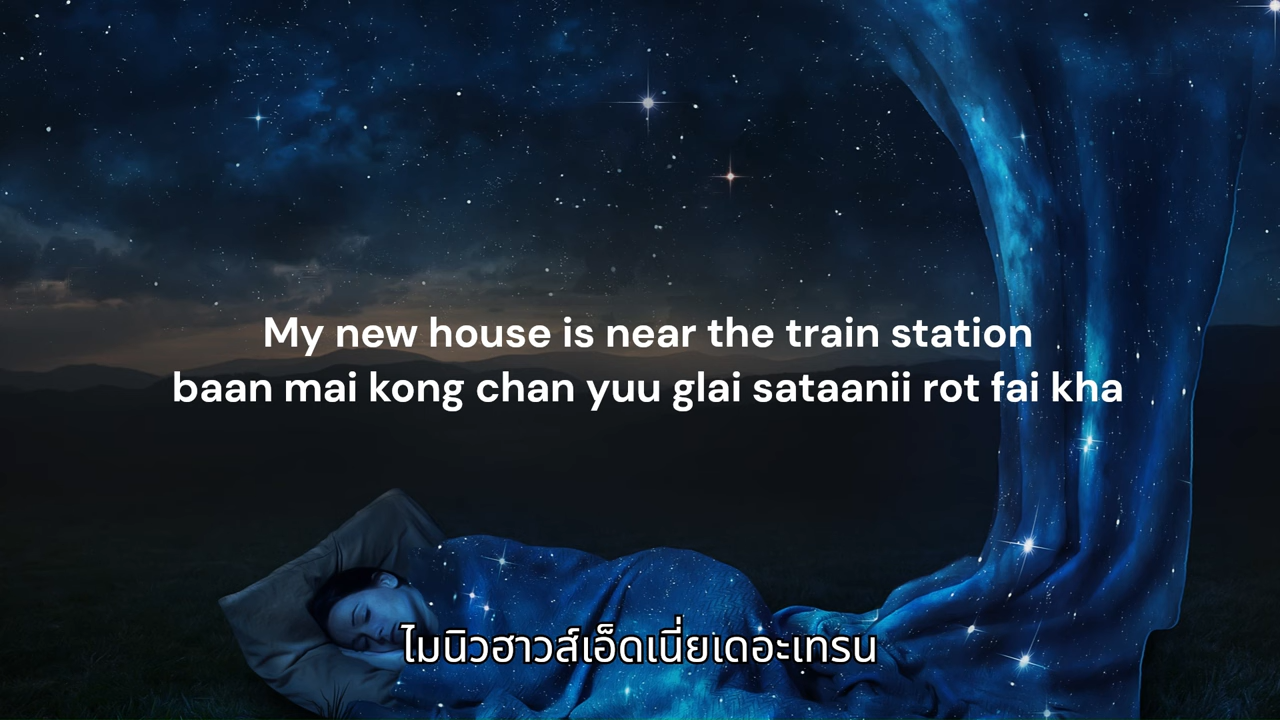 My new house is near the train station
baan mai kong chan yuu glai sataanii rot fai kha
ไมนิวฮาวส์เอ็ดเนี่ยเดอะเทรน